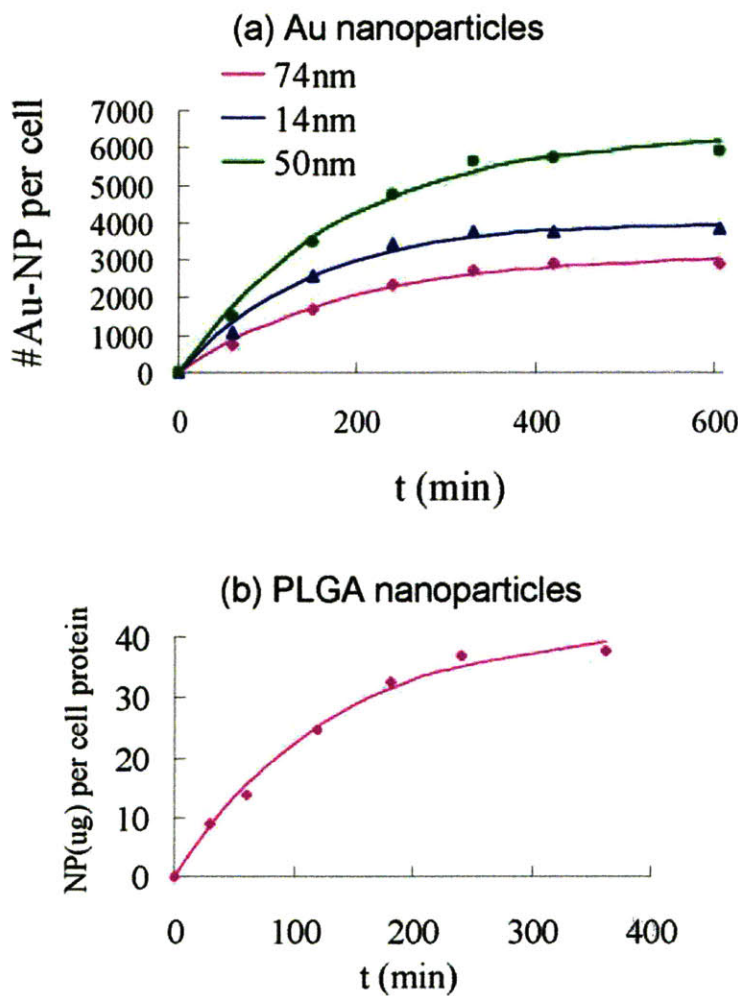 (a) Au nanoparticles
74nm
14nm
50nm
7000
6000
5000
4000
3000
2000
1000
0
#Au-NP per cell
0 200 400 600
t (min)
(b) PLGA nanoparticles
40
30
20
10
0
NP(ug) per cell protein
0 100 200 300 400
t (min)